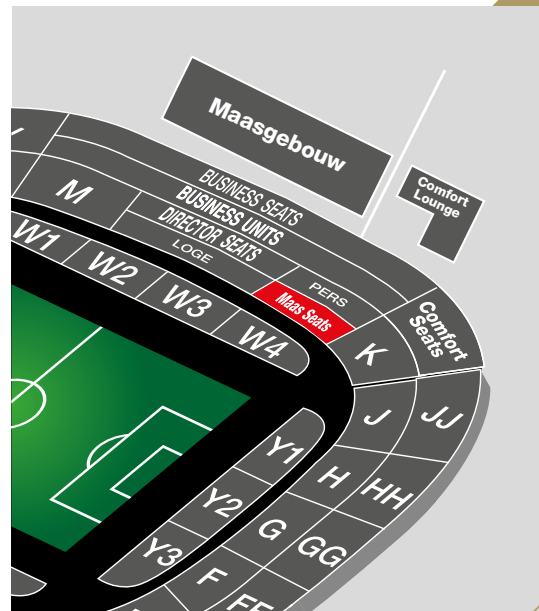 Maasgebouw
Comfort
Lounge
BUSINESS SEATS
BUSINESS UNITS
DIRECTOR SEATS
LOGE
M
PERS
Maas Seats
Comfort
Seats
W1
W2
W3
W4
K
J
JJ
Y1
H
HH
Y2
G
GG
Y3
F
FF